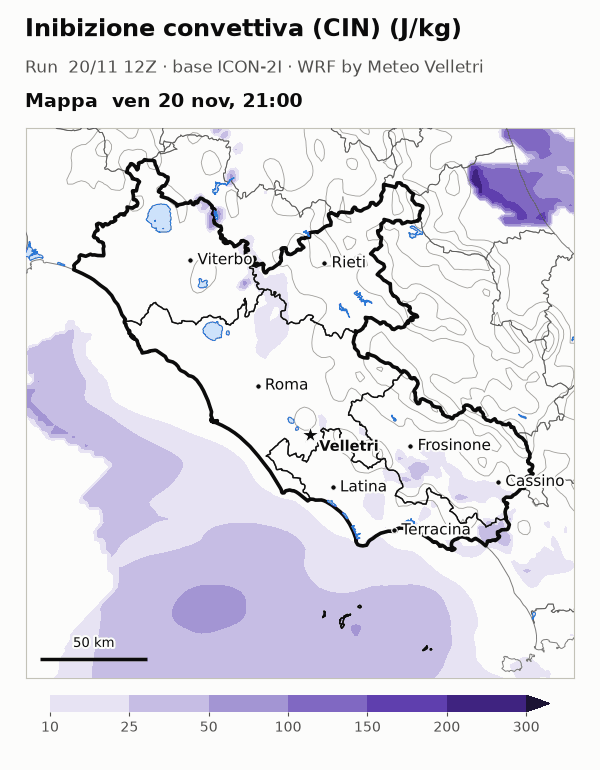 Inibizione convettiva (CIN) (J/kg)
Run  20/11 12Z · base ICON-2I · WRF by Meteo Velletri
Mappa  ven 20 nov, 21:00
Viterbo
Rieti
Roma
Velletri
Frosinone
Latina
Cassino
Terracina
50 km
10 25 50 100 150 200 300